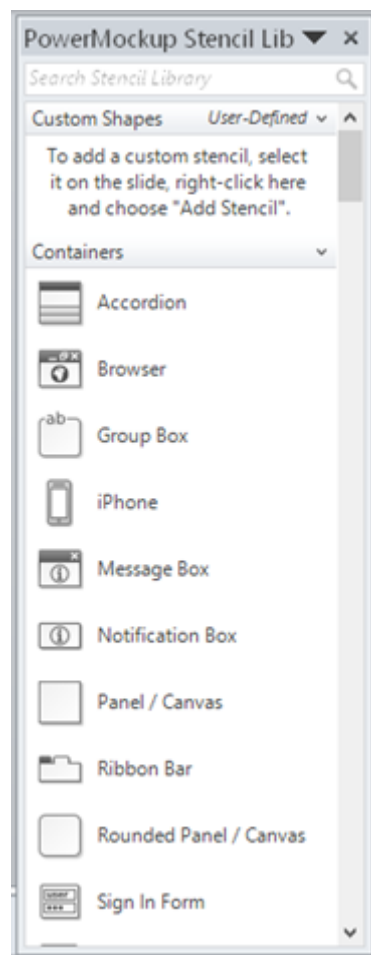 PowerMockup Stencil Lib
Search Stencil Library
Custom Shapes User-Defined
To add a custom stencil, select
it on the slide, right-click here
and choose "Add Stencil".
Containers
Accordion
Browser
ab
Group Box
iPhone
Message Box
Notification Box
Panel / Canvas
Ribbon Bar
Rounded Panel / Canvas
user
Sign In Form